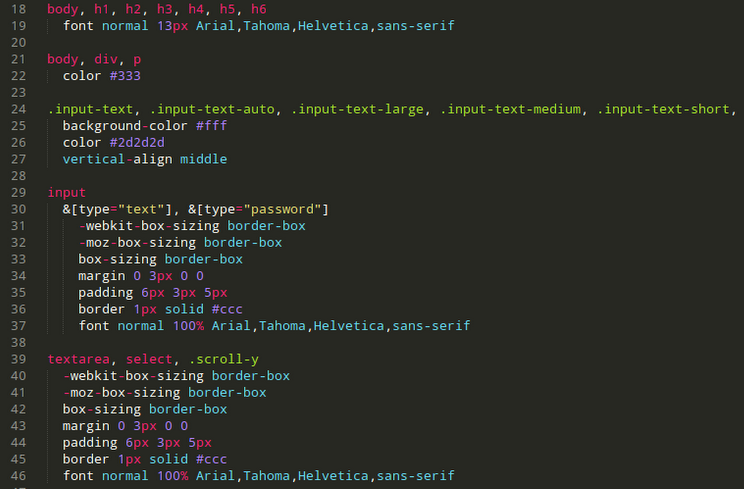 18 body, h1, h2, h3, h4, h5, h6
19 font normal 13px Arial,Tahoma,Helvetica,sans-serif
20
21 body, div, p
22 color #333
23
24 .input-text, .input-text-auto, .input-text-large, .input-text-medium, .input-text-short,
25 background-color #fff
26 color #2d2d2d
27 vertical-align middle
28
29 input
30 &[type="text"], &[type="password"]
31 -webkit-box-sizing border-box
32 -moz-box-sizing border-box
33 box-sizing border-box
34 margin 0 3px 0 0
35 padding 6px 3px 5px
36 border 1px solid #ccc
37 font normal 100% Arial,Tahoma,Helvetica,sans-serif
38
39 textarea, select, .scroll-y
40 -webkit-box-sizing border-box
41 -moz-box-sizing border-box
42 box-sizing border-box
43 margin 0 3px 0 0
44 padding 6px 3px 5px
45 border 1px solid #ccc
46 font normal 100% Arial,Tahoma,Helvetica,sans-serif